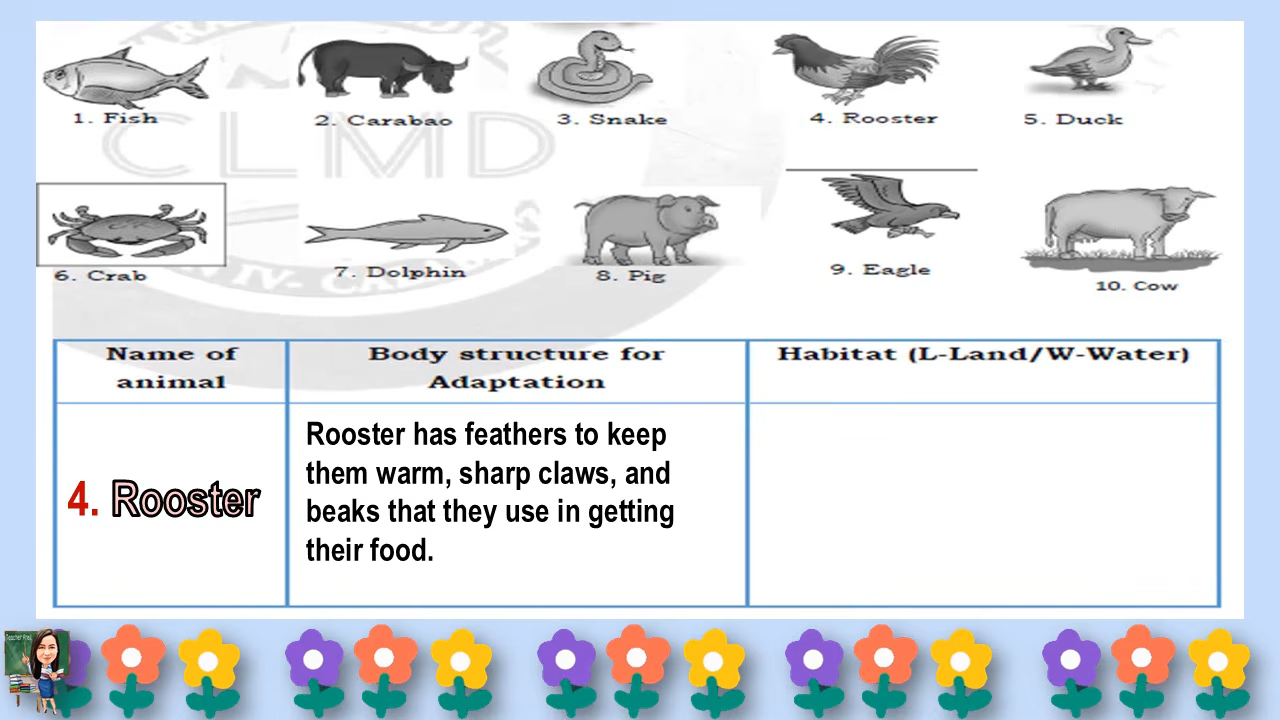 1. Fish
2. Carabao
3. Snake
4. Rooster
5. Duck
CLMD
6. Crab
7. Dolphin
8. Pig
9. Eagle
10. Cow
Name of animal
Body structure for Adaptation
Habitat (L-Land/W-Water)
4. Rooster
Rooster has feathers to keep
them warm, sharp claws, and
beaks that they use in getting
their food.